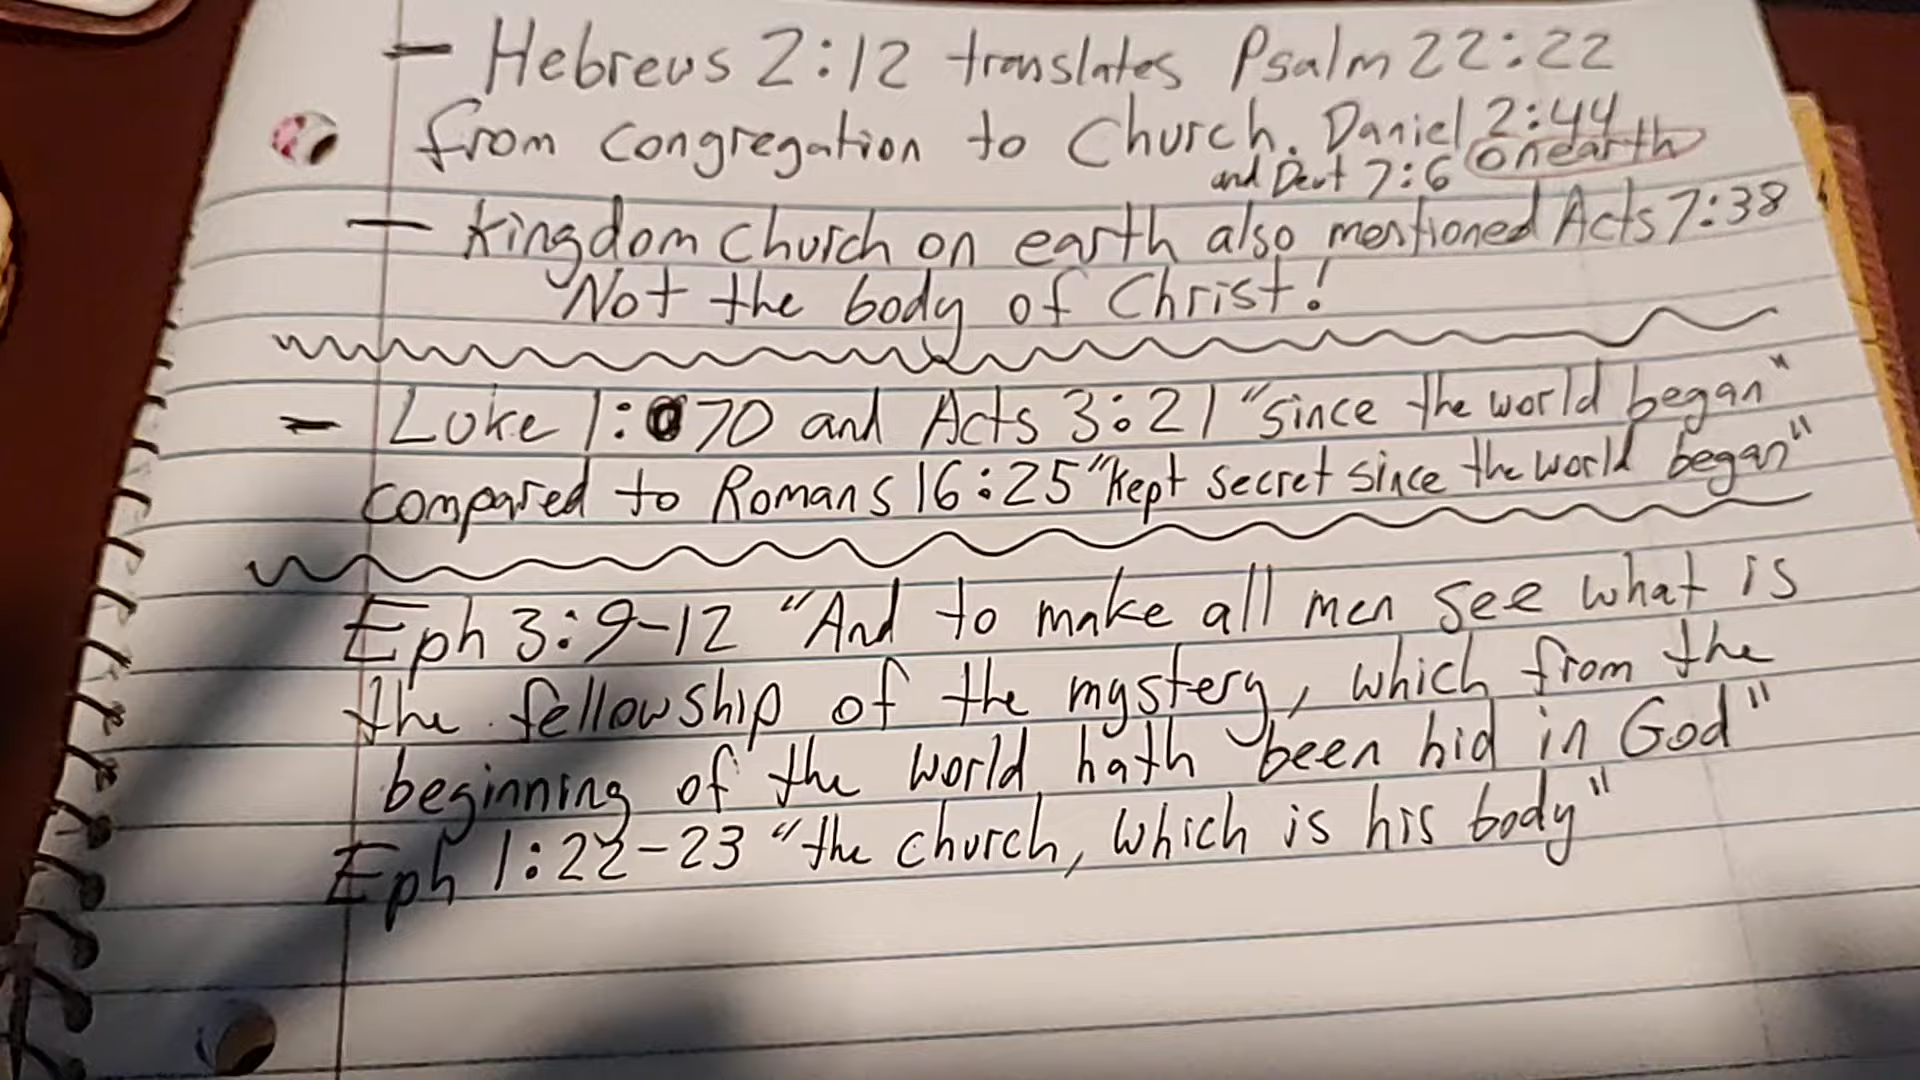 — Hebrews 2:12 translates Psalm 22:22
from congregation to Church. Daniel 2:44
and Deut 7:6 on earth
— Kingdom church on earth also mentioned Acts 7:38
Not the body of Christ!
- Luke 1:70 and Acts 3:21 "since the world began"
compared to Romans 16:25 "kept secret since the world began"
Eph 3:9-12 "And to make all men see what is
the fellowship of the mystery, which from the
beginning of the world hath been hid in God"
Eph 1:22-23 "the church, which is his body"